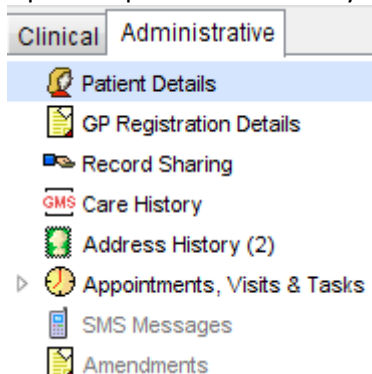 Clinical Administrative
Patient Details
GP Registration Details
Record Sharing
GMS Care History
Address History (2)
Appointments, Visits & Tasks
SMS Messages
Amendments